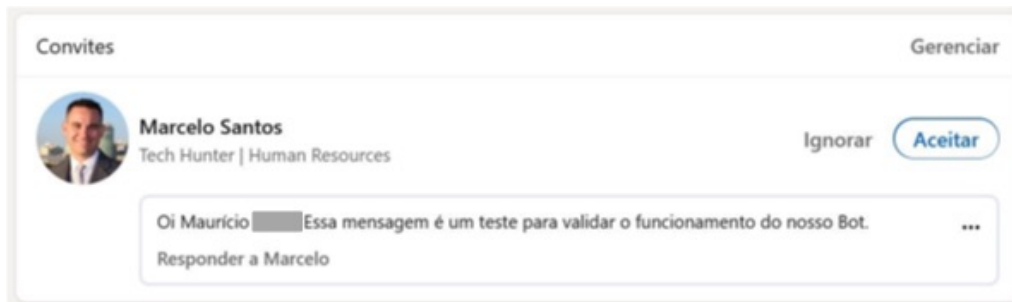 Convites
Gerenciar
Marcelo Santos
Tech Hunter | Human Resources
Ignorar
Aceitar
Oi Maurício Essa mensagem é um teste para validar o funcionamento do nosso Bot.
...
Responder a Marcelo